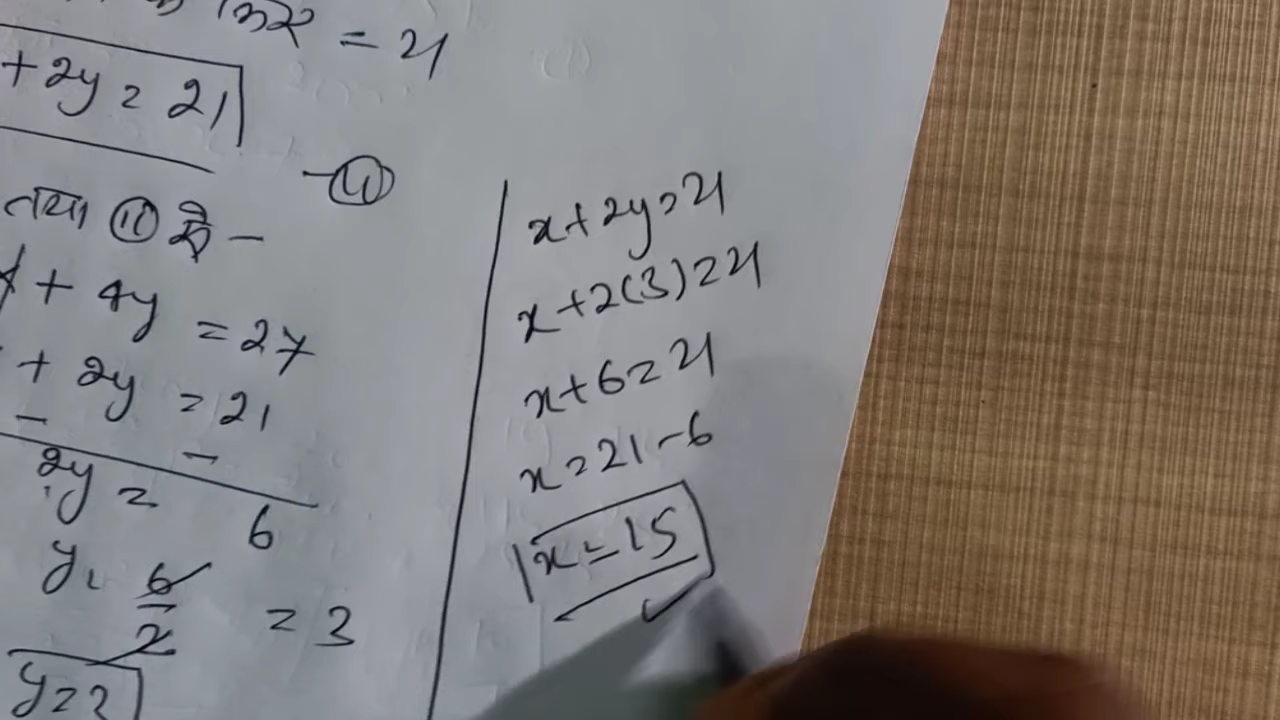 = 21
+ 2y = 21
- (11)
तथा (11) से -
x + 4y = 27
+ 2y = 21
- -
2y = 6
y = 6/2 = 3
y = 3
x + 2y = 21
x + 2(3) = 21
x + 6 = 21
x = 21 - 6
x = 15